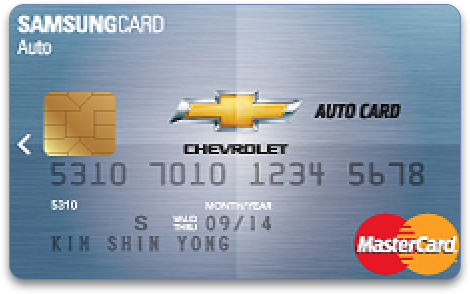 SAMSUNGCARD
Auto
AUTO CARD
CHEVROLET
5310 7010 1234 5678
5310 MONTH/YEAR
S VALID THRU 09/14
KIM SHIN YONG
MasterCard